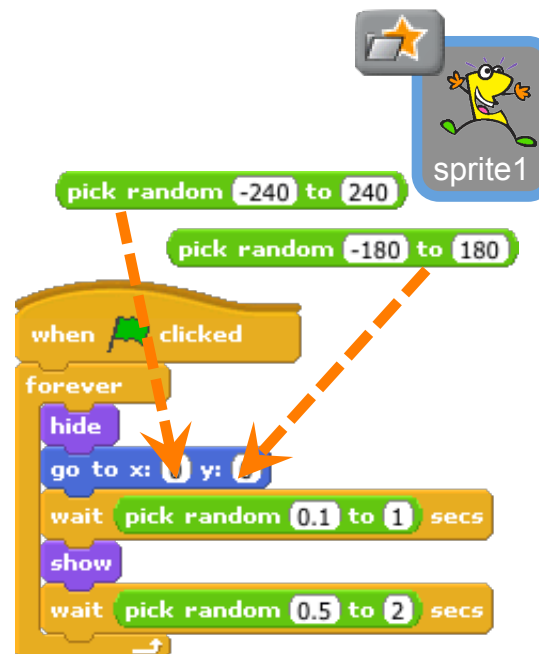 sprite1
pick random -240 to 240
pick random -180 to 180
when clicked
forever
hide
go to x: y:
wait pick random 0.1 to 1 secs
show
wait pick random 0.5 to 2 secs